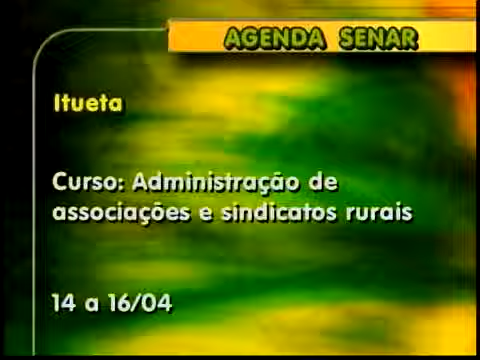 AGENDA SENAR
Itueta
Curso: Administração de
associações e sindicatos rurais
14 a 16/04